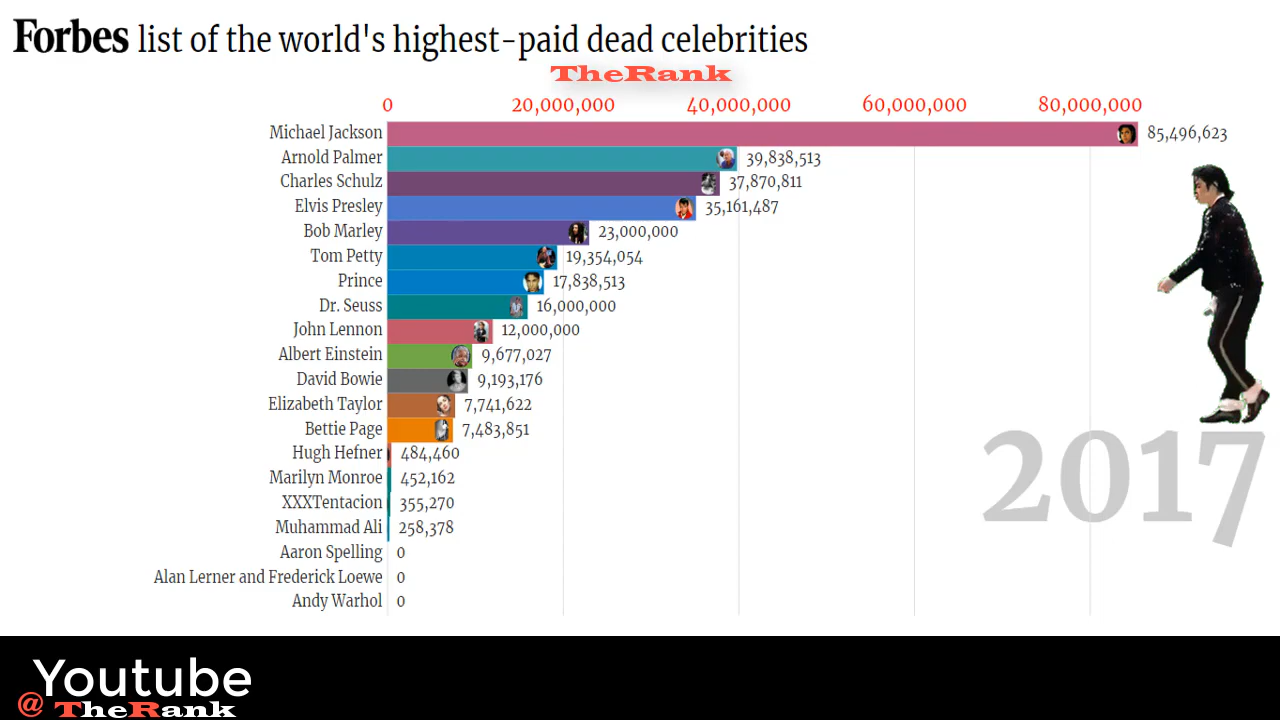 Forbes list of the world's highest-paid dead celebrities
TheRank
0 20,000,000 40,000,000 60,000,000 80,000,000
Michael Jackson 85,496,623
Arnold Palmer 39,838,513
Charles Schulz 37,870,811
Elvis Presley 35,161,487
Bob Marley 23,000,000
Tom Petty 19,354,054
Prince 17,838,513
Dr. Seuss 16,000,000
John Lennon 12,000,000
Albert Einstein 9,677,027
David Bowie 9,193,176
Elizabeth Taylor 7,741,622
Bettie Page 7,483,851
Hugh Hefner 484,460
Marilyn Monroe 452,162
XXXTentacion 355,270
Muhammad Ali 258,378
Aaron Spelling 0
Alan Lerner and Frederick Loewe 0
Andy Warhol 0
2017
Youtube
@ TheRank